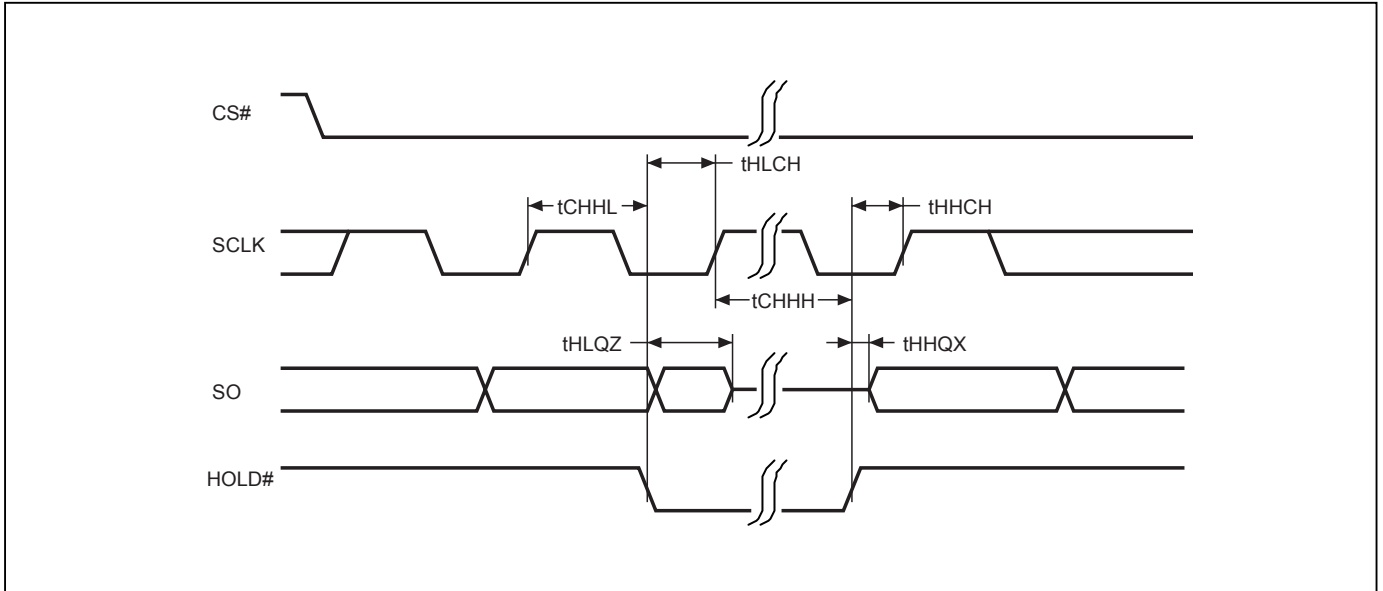 CS#
tHLCH
tCHHL
tHHCH
SCLK
tCHHH
tHLQZ
tHHQX
SO
HOLD#